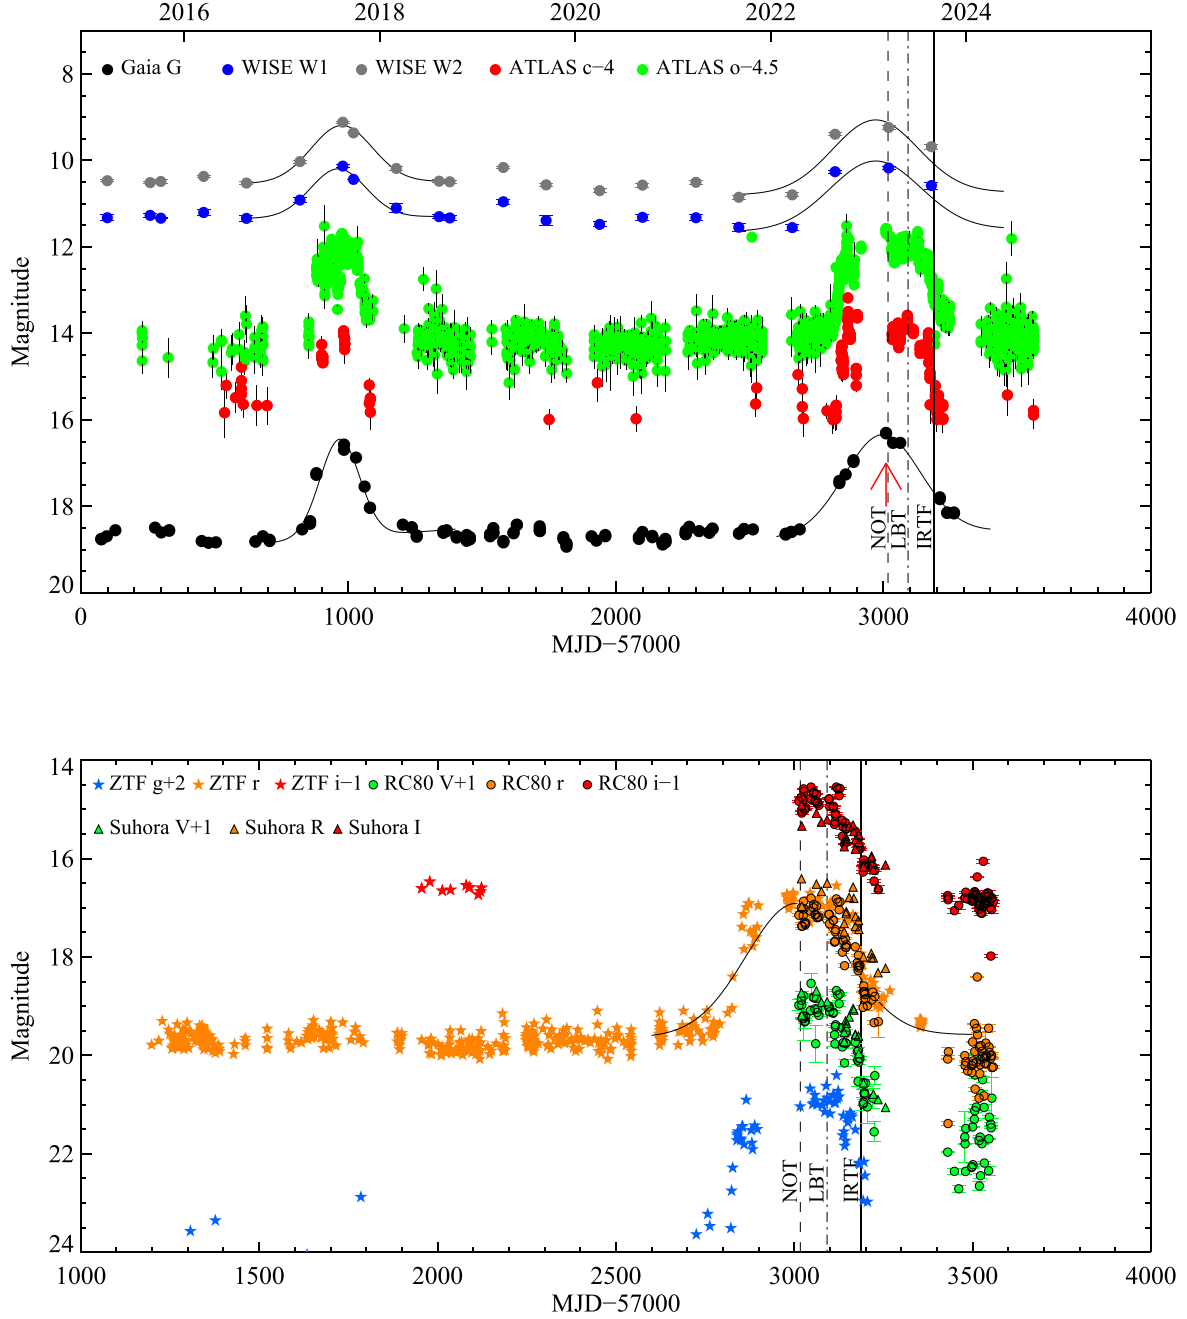 2016 2018 2020 2022 2024
8
Gaia G WISE W1 WISE W2 ATLAS c−4 ATLAS o−4.5
10
12
Magnitude
14
16
18
NOT LBT IRTF
20
0 1000 2000 3000 4000
MJD−57000
14
ZTF g+2 ZTF r ZTF i−1 RC80 V+1 RC80 r RC80 i−1
Suhora V+1 Suhora R Suhora I
16
18
Magnitude
20
22
NOT LBT IRTF
24
1000 1500 2000 2500 3000 3500 4000
MJD−57000